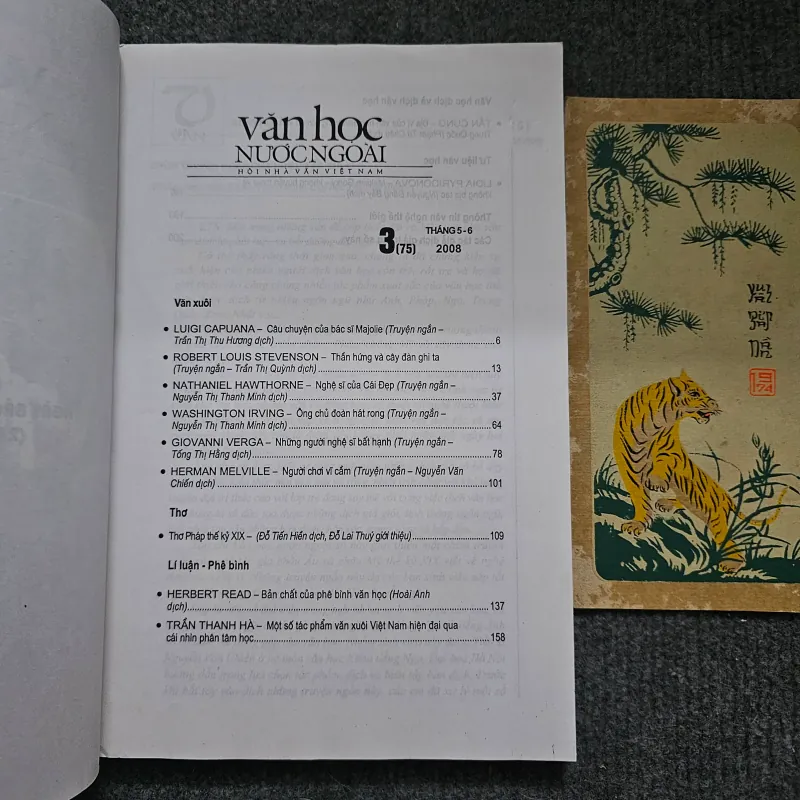 văn học
NƯỚC NGOÀI
HỘI NHÀ VĂN VIỆT NAM
3(75) THÁNG 5 - 6
2008
Văn xuôi
● LUIGI CAPUANA – Câu chuyện của bác sĩ Majolie (Truyện ngắn –
Trần Thị Thu Hương dịch)........6
● ROBERT LOUIS STEVENSON – Thần hứng và cây đàn ghi ta
(Truyện ngắn – Trần Thị Quỳnh dịch)........13
● NATHANIEL HAWTHORNE – Nghệ sĩ của Cái Đẹp (Truyện ngắn –
Nguyễn Thị Thanh Minh dịch)........37
● WASHINGTON IRVING – Ông chủ đoàn hát rong (Truyện ngắn –
Nguyễn Thị Thanh Minh dịch)........64
● GIOVANNI VERGA – Những người nghệ sĩ bất hạnh (Truyện ngắn –
Tống Thị Hằng dịch)........78
● HERMAN MELVILLE – Người chơi vĩ cầm (Truyện ngắn – Nguyễn Văn
Chiến dịch)........101
Thơ
● Thơ Pháp thế kỷ XIX – (Đỗ Tiến Hiền dịch, Đỗ Lai Thuý giới thiệu)........109
Lí luận - Phê bình
● HERBERT READ – Bản chất của phê bình văn học (Hoài Anh
dịch)........137
● TRẦN THANH HÀ – Một số tác phẩm văn xuôi Việt Nam hiện đại qua
cái nhìn phân tâm học........158